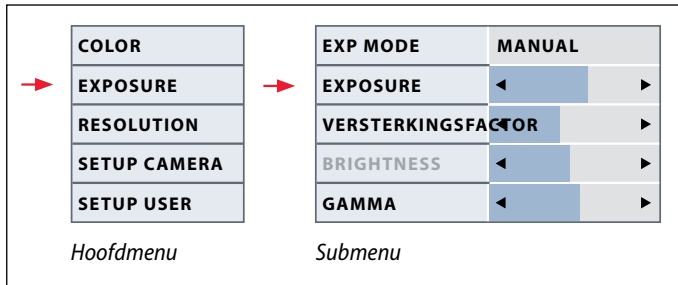 COLOR
EXPOSURE
RESOLUTION
SETUP CAMERA
SETUP USER
Hoofdmenu
EXP MODE MANUAL
EXPOSURE
VERSTERKINGSFACTOR
BRIGHTNESS
GAMMA
Submenu